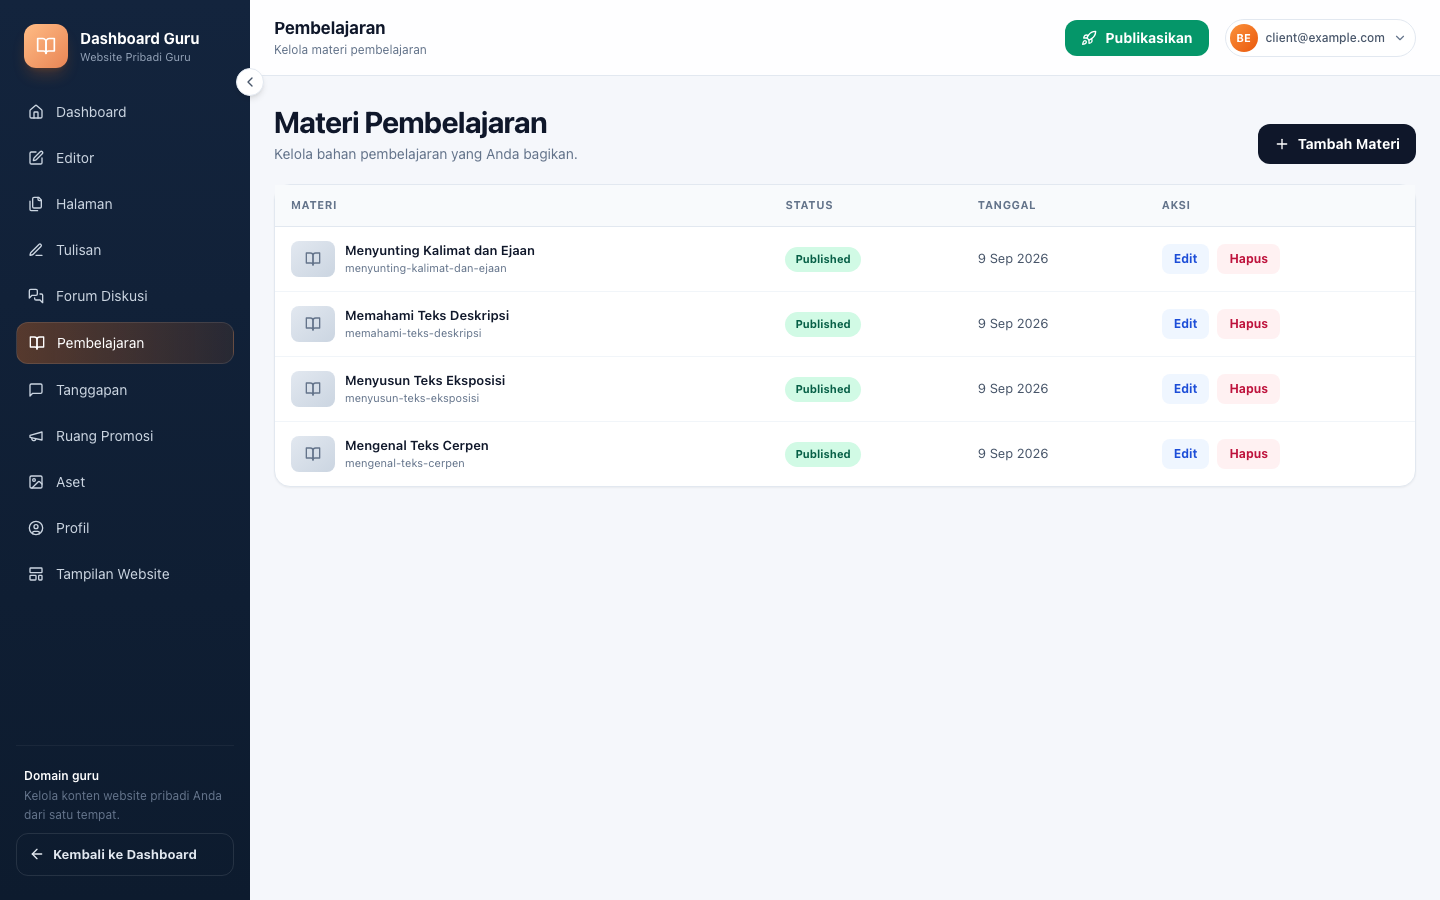 Dashboard Guru
Website Pribadi Guru
Dashboard
Editor
Halaman
Tulisan
Forum Diskusi
Pembelajaran
Tanggapan
Ruang Promosi
Aset
Profil
Tampilan Website
Domain guru
Kelola konten website pribadi Anda
dari satu tempat.
Kembali ke Dashboard
Pembelajaran
Kelola materi pembelajaran
Publikasikan
BE
client@example.com
Materi Pembelajaran
Kelola bahan pembelajaran yang Anda bagikan.
Tambah Materi
MATERI STATUS TANGGAL AKSI
Menyunting Kalimat dan Ejaan
menyunting-kalimat-dan-ejaan
Published 9 Sep 2026 Edit Hapus
Memahami Teks Deskripsi
memahami-teks-deskripsi
Published 9 Sep 2026 Edit Hapus
Menyusun Teks Eksposisi
menyusun-teks-eksposisi
Published 9 Sep 2026 Edit Hapus
Mengenal Teks Cerpen
mengenal-teks-cerpen
Published 9 Sep 2026 Edit Hapus